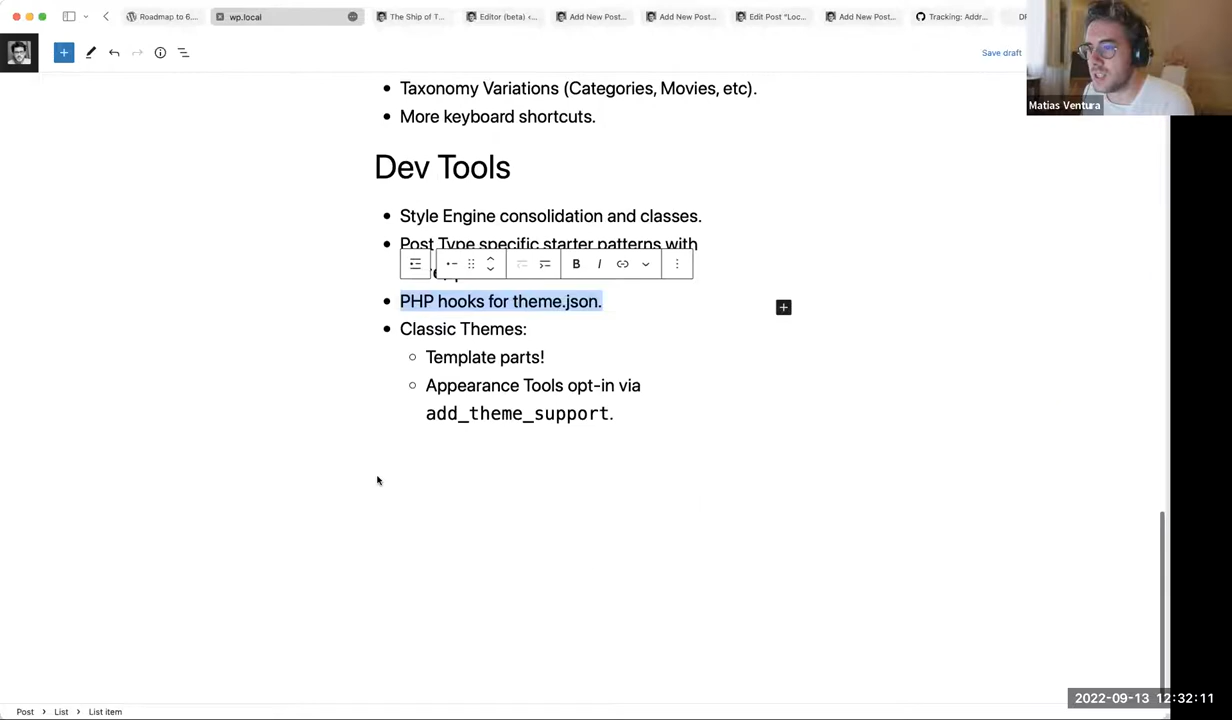 Roadmap to 6,...
wp.local
The Ship of T...
Editor (beta) ‹...
Add New Post...
Add New Post...
Edit Post “Loc...
Add New Post...
Tracking: Addr...
Save draft
Matias Ventura
Taxonomy Variations (Categories, Movies, etc).
More keyboard shortcuts.
Dev Tools
Style Engine consolidation and classes.
Post Type specific starter patterns with
B I
PHP hooks for theme.json.
Classic Themes:
Template parts!
Appearance Tools opt-in via
add_theme_support.
2022-09-13 12:32:11
Post > List > List item